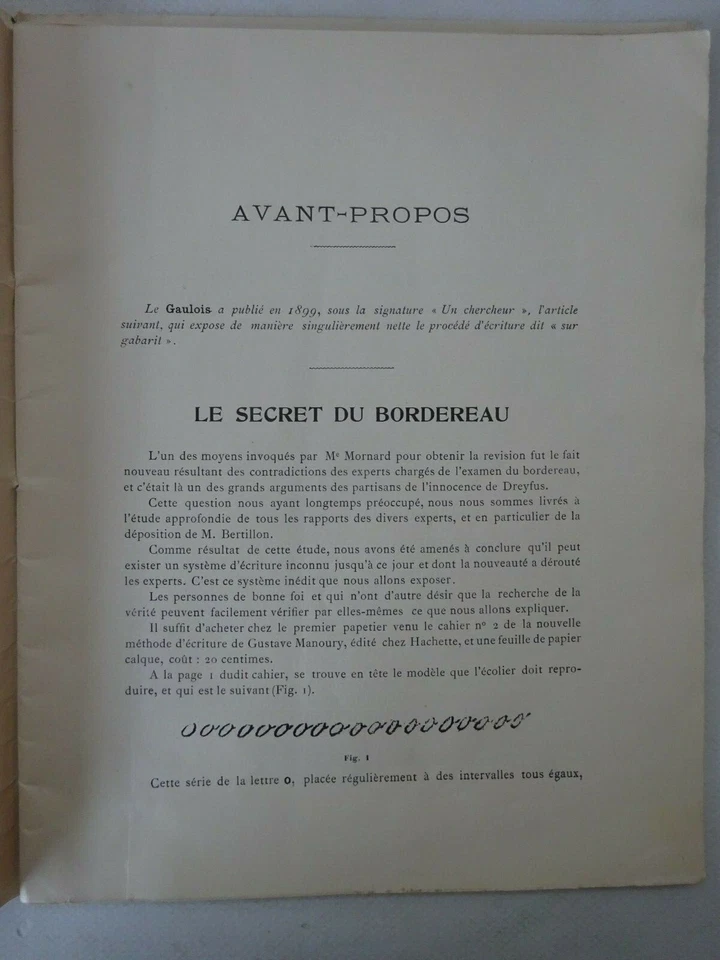 AVANT-PROPOS
Le Gaulois a publié en 1899, sous la signature « Un chercheur », l'article
suivant, qui expose de manière singulièrement nette le procédé d'écriture dit « sur
gabarit ».
LE SECRET DU BORDEREAU
L'un des moyens invoqués par Me Mornard pour obtenir la revision fut le fait
nouveau résultant des contradictions des experts chargés de l'examen du bordereau,
et c'était là un des grands arguments des partisans de l'innocence de Dreyfus.
Cette question nous ayant longtemps préoccupé, nous nous sommes livrés à
l'étude approfondie de tous les rapports des divers experts, et en particulier de la
déposition de M. Bertillon.
Comme résultat de cette étude, nous avons été amenés à conclure qu'il peut
exister un système d'écriture inconnu jusqu'à ce jour et dont la nouveauté a dérouté
les experts. C'est ce système inédit que nous allons exposer.
Les personnes de bonne foi et qui n'ont d'autre désir que la recherche de la
vérité peuvent facilement vérifier par elles-mêmes ce que nous allons expliquer.
Il suffit d'acheter chez le premier papetier venu le cahier no 2 de la nouvelle
méthode d'écriture de Gustave Manoury, édité chez Hachette, et une feuille de papier
calque, coût : 20 centimes.
A la page 1 dudit cahier, se trouve en tête le modèle que l'écolier doit repro-
duire, et qui est le suivant (Fig. 1).
Fig. 1
Cette série de la lettre o, placée régulièrement à des intervalles tous égaux,